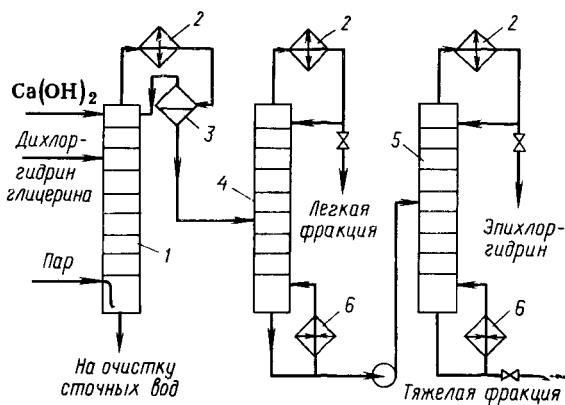 2
2
2
Ca(OH)2
3
Дихлор-
гидрин
глицерина
4
5
Легкая
фракция
Эпихлор-
гидрин
1
Пар
6
6
На очистку
сточных вод
Тяжелая фракция